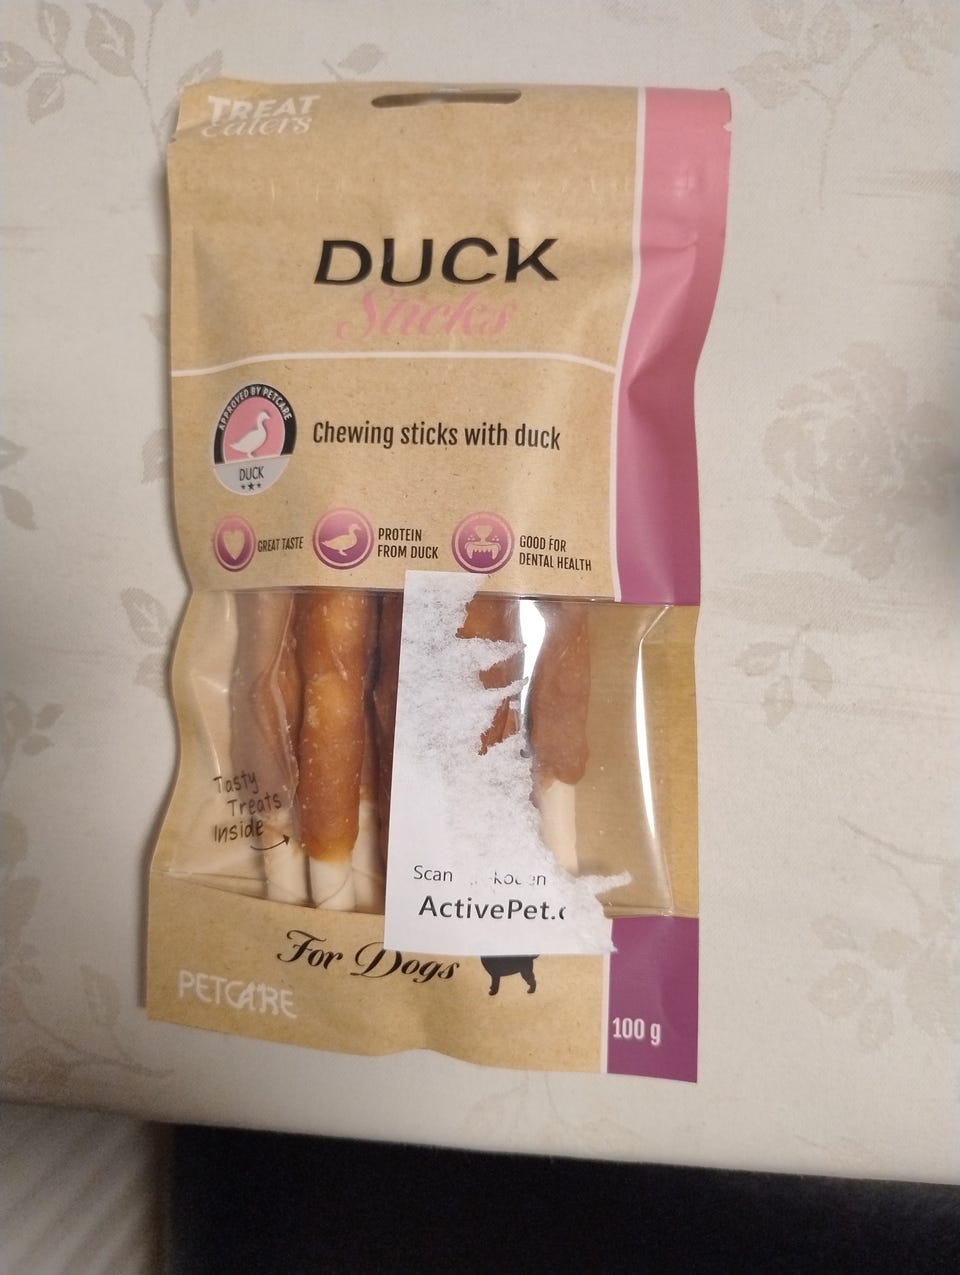 TREAT
Eaters
DUCK
Sticks
APPROVED BY PETCARE
DUCK
Chewing sticks with duck
GREAT TASTE
PROTEIN
FROM DUCK
GOOD FOR
DENTAL HEALTH
Tasty
Treats
Inside
Scan
ActivePet.
For Dogs
PETCARE
100 g